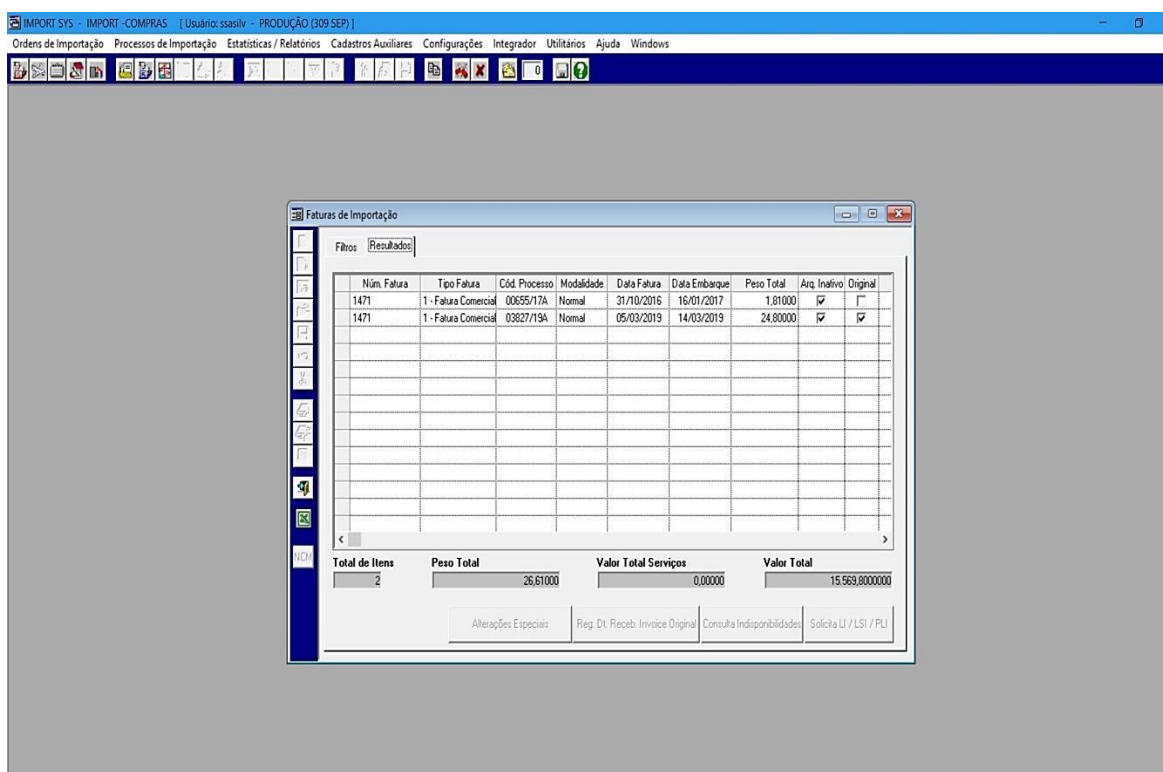 IMPORT SYS - IMPORT -COMPRAS [ Usuário: ssasilv - PRODUÇÃO (309 SEP) ]
Ordens de Importação Processos de Importação Estatísticas / Relatórios Cadastros Auxiliares Configurações Integrador Utilitários Ajuda Windows
0
Faturas de Importação
Filtros Resultados
Núm. Fatura Tipo Fatura Cód. Processo Modalidade Data Fatura Data Embarque Peso Total Arq. Inativo Original
1471 1 - Fatura Comercial 00655/17A Normal 31/10/2016 16/01/2017 1,81000
1471 1 - Fatura Comercial 03827/19A Normal 05/03/2019 14/03/2019 24,80000
NCM
Total de Itens Peso Total Valor Total Serviços Valor Total
2 26,61000 0,00000 15.569,8000000
Alterações Especiais Reg. Dt. Receb. Invoice Original Consulta Indisponibilidades Solicita LI / LSI / PLI